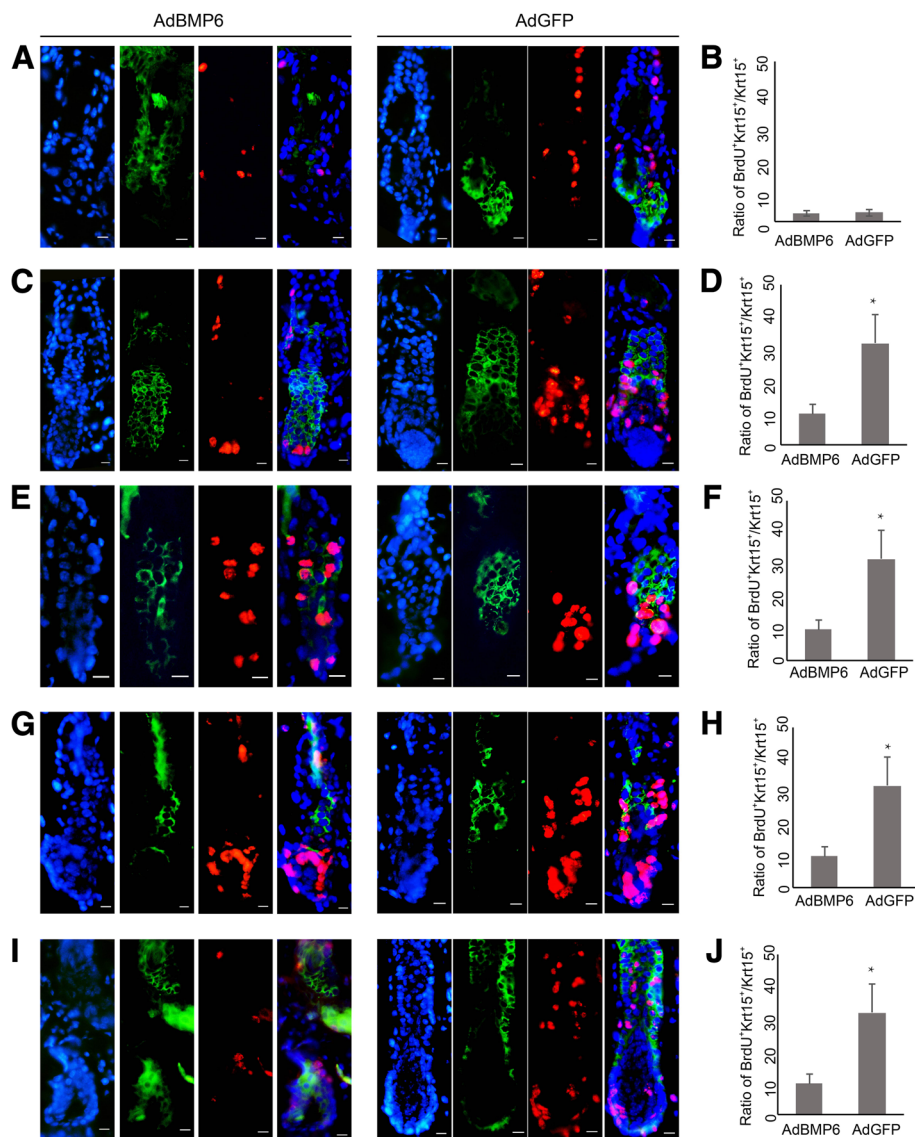 AdBMP6
AdGFP
A
B
Ratio of BrdU⁺Krt15⁺/Krt15⁺
50
40
30
20
10
0
AdBMP6 AdGFP
C
D
Ratio of BrdU⁺Krt15⁺/Krt15⁺
50
40
30
20
10
0
*
AdBMP6 AdGFP
E
F
Ratio of BrdU⁺Krt15⁺/Krt15⁺
50
40
30
20
10
0
*
AdBMP6 AdGFP
G
H
Ratio of BrdU⁺Krt15⁺/Krt15⁺
50
40
30
20
10
0
*
AdBMP6 AdGFP
I
J
Ratio of BrdU⁺Krt15⁺/Krt15⁺
50
40
30
20
10
0
*
AdBMP6 AdGFP